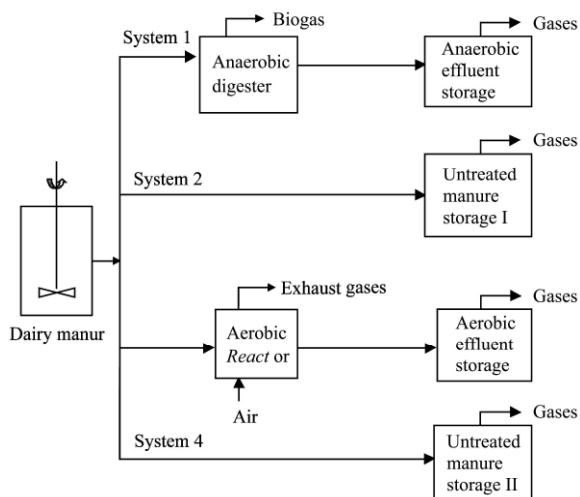 System 1
Biogas
Anaerobic
digester
Gases
Anaerobic
effluent
storage
System 2
Gases
Untreated
manure
storage I
Dairy manur
Exhaust gases
Aerobic
React or
Air
Gases
Aerobic
effluent
storage
System 4
Gases
Untreated
manure
storage II